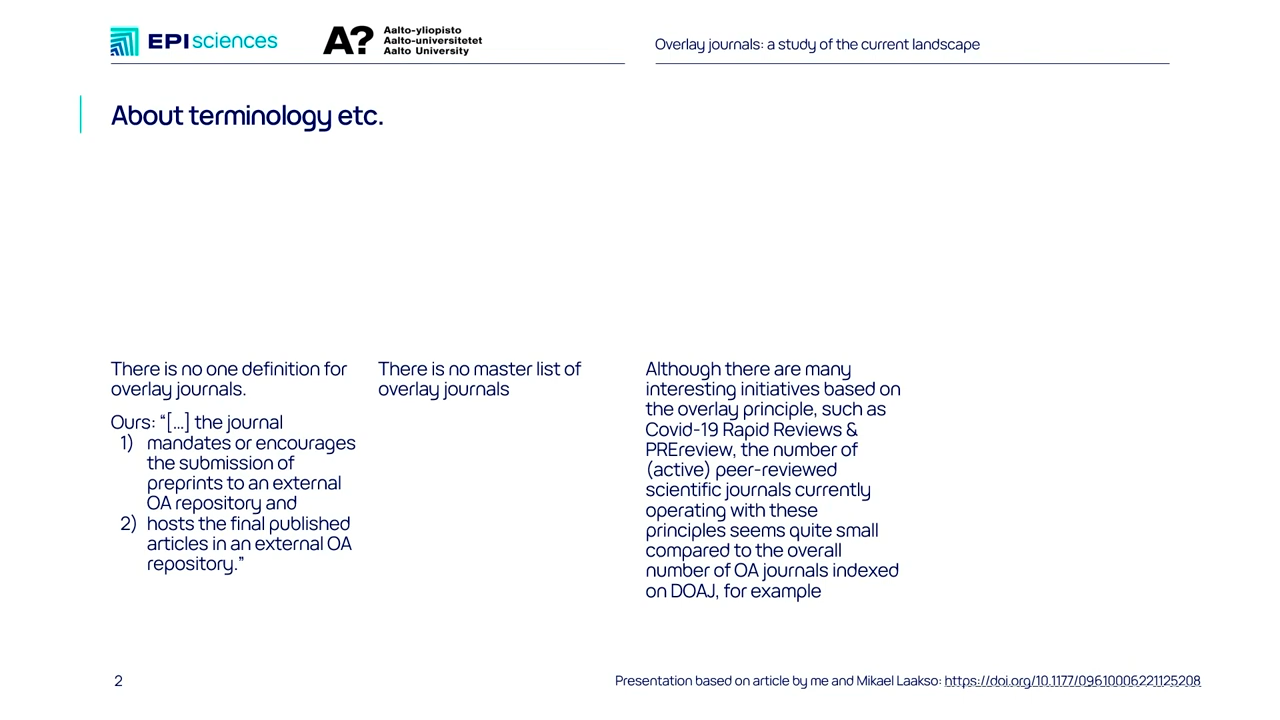 EPIsciences
A?
Aalto-yliopisto
Aalto-universitetet
Aalto University
Overlay journals: a study of the current landscape
About terminology etc.
There is no one definition for
overlay journals.
Ours: “[...] the journal
1) mandates or encourages
the submission of
preprints to an external
OA repository and
2) hosts the final published
articles in an external OA
repository.”
There is no master list of
overlay journals
Although there are many
interesting initiatives based on
the overlay principle, such as
Covid-19 Rapid Reviews &
PREreview, the number of
(active) peer-reviewed
scientific journals currently
operating with these
principles seems quite small
compared to the overall
number of OA journals indexed
on DOAJ, for example
2
Presentation based on article by me and Mikael Laakso: https://doi.org/10.1177/09610006221125208